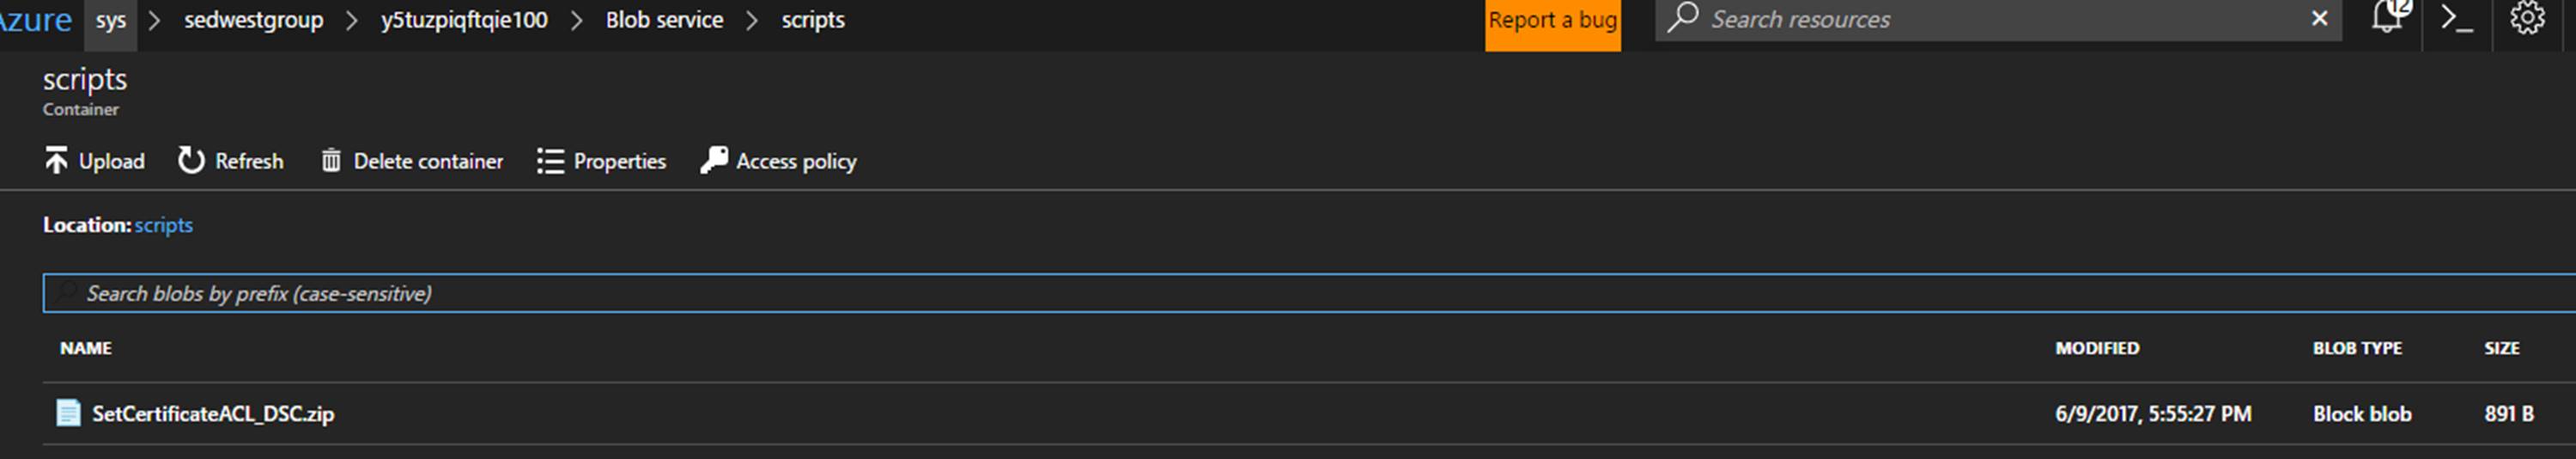 Azure sys > sedwestgroup > y5tuzpiqftqie100 > Blob service > scripts Report a bug Search resources 12
scripts
Container
Upload Refresh Delete container Properties Access policy
Location: scripts
Search blobs by prefix (case-sensitive)
NAME MODIFIED BLOB TYPE SIZE
SetCertificateACL_DSC.zip 6/9/2017, 5:55:27 PM Block blob 891 B